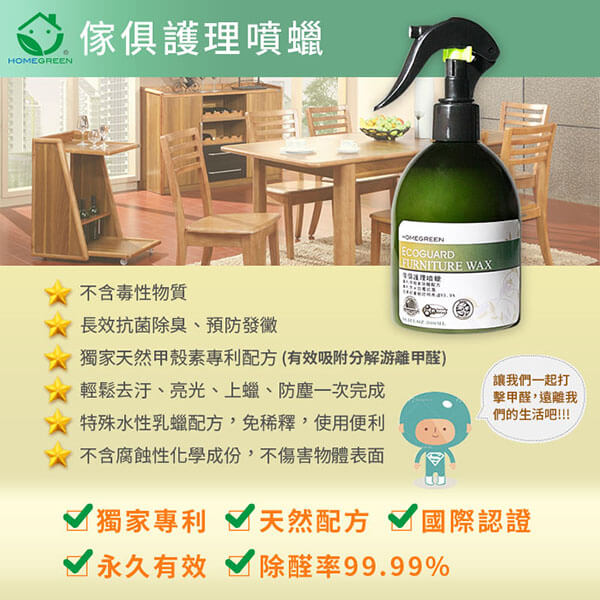 HOMEGREEN
®
傢俱護理噴蠟
HOMEGREEN
ECOGUARD
FURNITURE WAX
傢俱護理噴蠟
不含毒性物質
長效抗菌除臭、預防發黴
獨家天然甲殼素專利配方 (有效吸附分解游離甲醛)
輕鬆去汙、亮光、上蠟、防塵一次完成
特殊水性乳蠟配方，免稀釋，使用便利
不含腐蝕性化學成份，不傷害物體表面
讓我們一起打
擊甲醛，遠離我
們的生活吧!!!
獨家專利 天然配方 國際認證
永久有效 除醛率99.99%